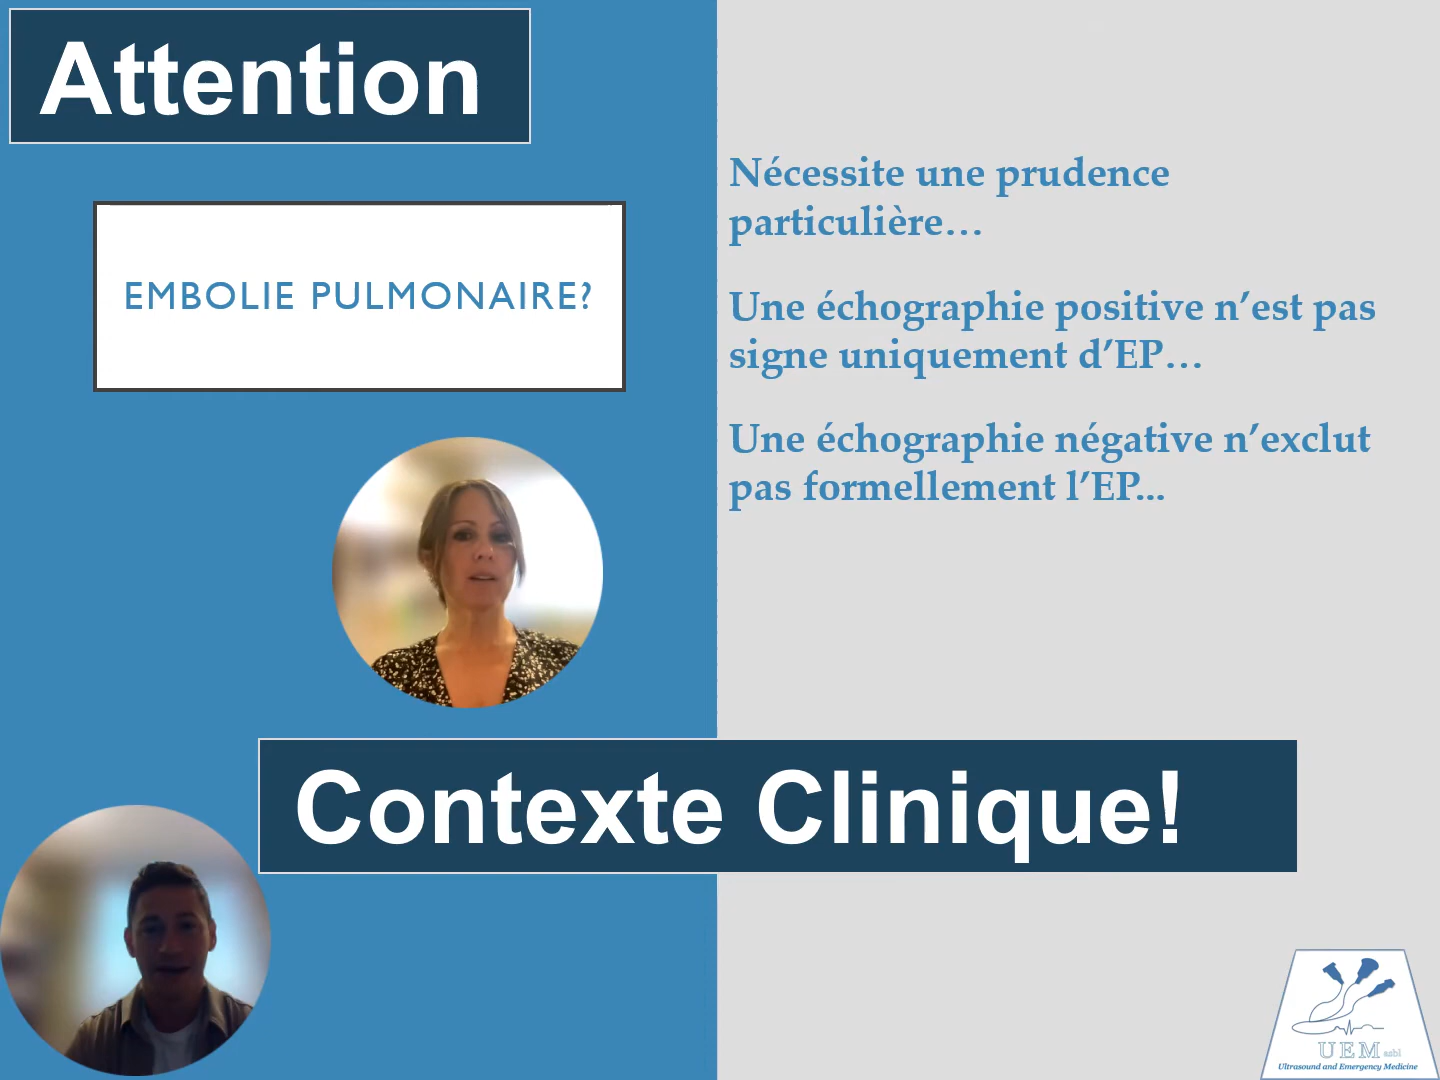 Attention
EMBOLIE PULMONAIRE?
Nécessite une prudence
particulière…
Une échographie positive n’est pas
signe uniquement d’EP…
Une échographie négative n’exclut
pas formellement l’EP...
Contexte Clinique!
UEM asbl
Ultrasound and Emergency Medicine